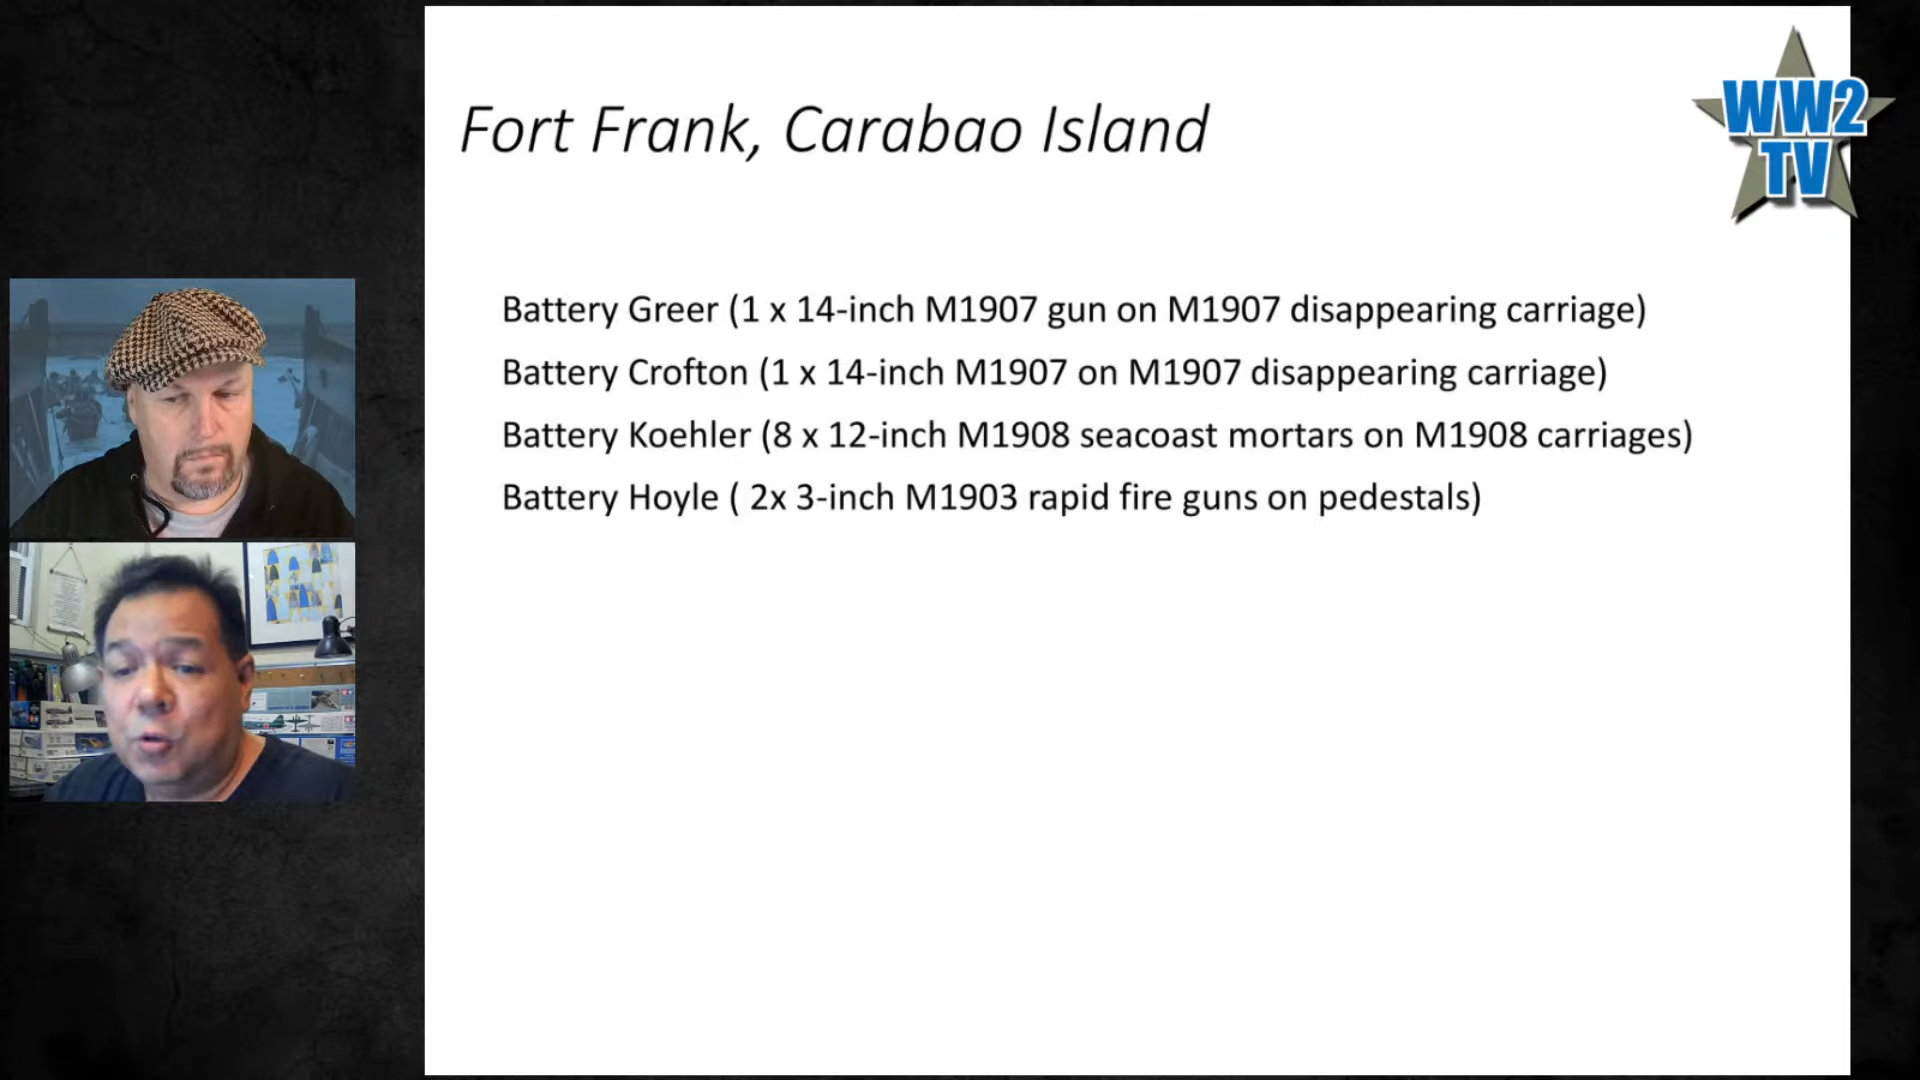 Fort Frank, Carabao Island
WW2
TV
Battery Greer (1 x 14-inch M1907 gun on M1907 disappearing carriage)
Battery Crofton (1 x 14-inch M1907 on M1907 disappearing carriage)
Battery Koehler (8 x 12-inch M1908 seacoast mortars on M1908 carriages)
Battery Hoyle ( 2x 3-inch M1903 rapid fire guns on pedestals)